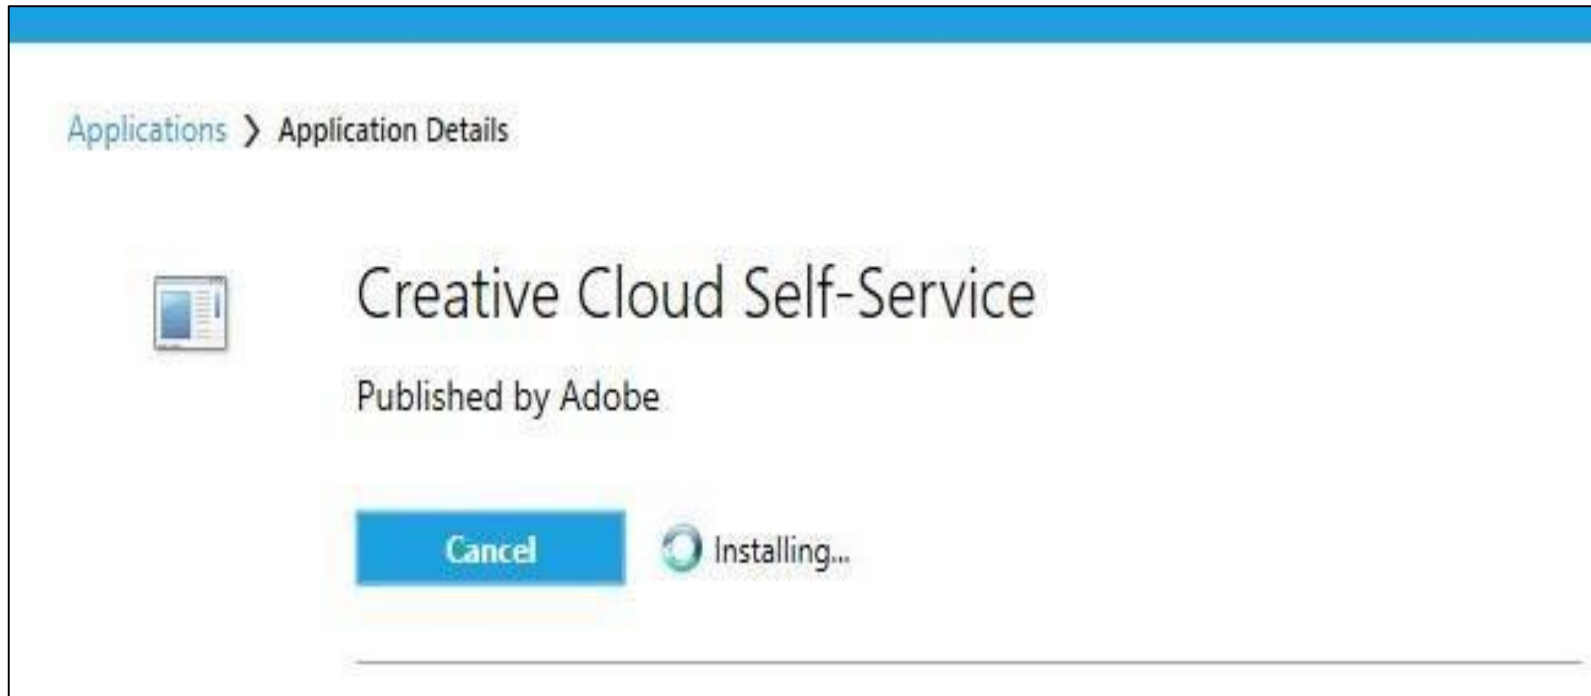 Applications > Application Details
Creative Cloud Self-Service
Published by Adobe
Cancel Installing...